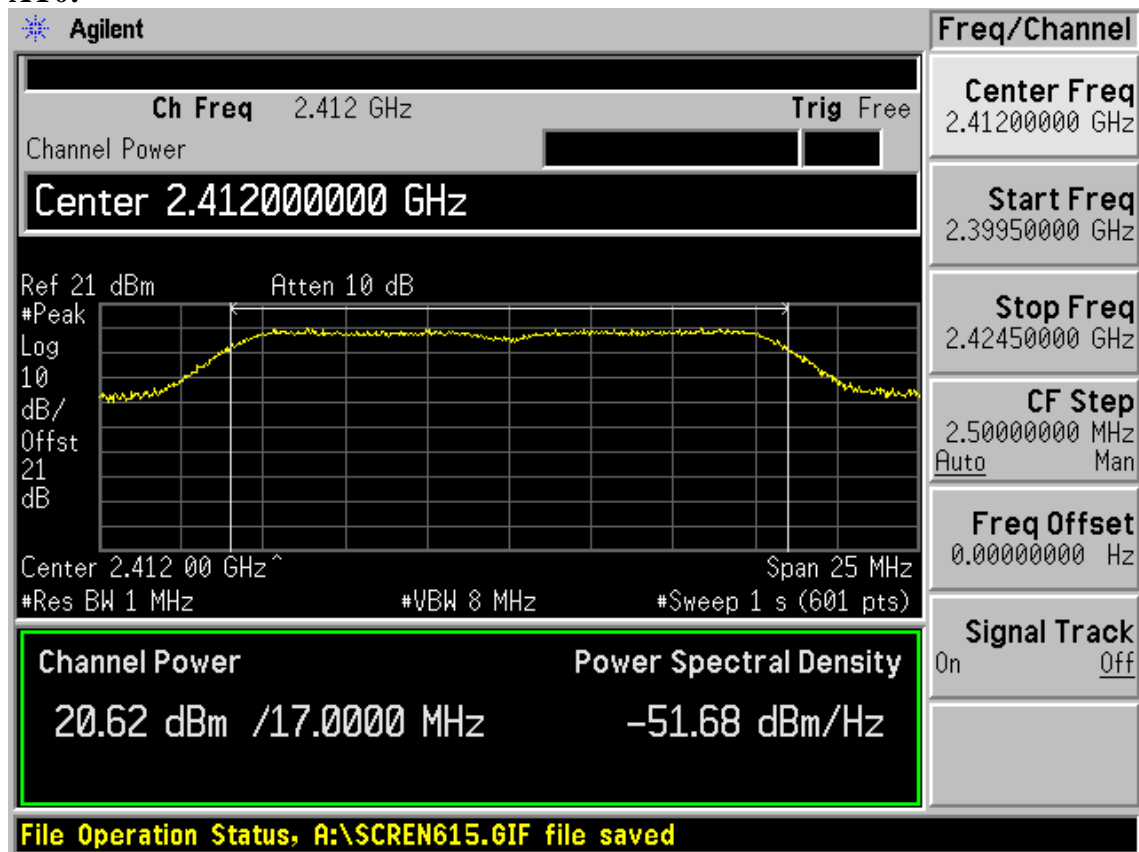 Agilent
Freq/Channel
Ch Freq 2.412 GHz Trig Free
Channel Power
Center 2.412000000 GHz
Ref 21 dBm Atten 10 dB
#Peak
Log
10
dB/
Offst
21
dB
Center 2.412 00 GHz^ Span 25 MHz
#Res BW 1 MHz #VBW 8 MHz #Sweep 1 s (601 pts)
Channel Power Power Spectral Density
20.62 dBm /17.0000 MHz -51.68 dBm/Hz
File Operation Status, A:\SCREN615.GIF file saved
Center Freq
2.41200000 GHz
Start Freq
2.39950000 GHz
Stop Freq
2.42450000 GHz
CF Step
2.50000000 MHz
Auto Man
Freq Offset
0.00000000 Hz
Signal Track
On Off